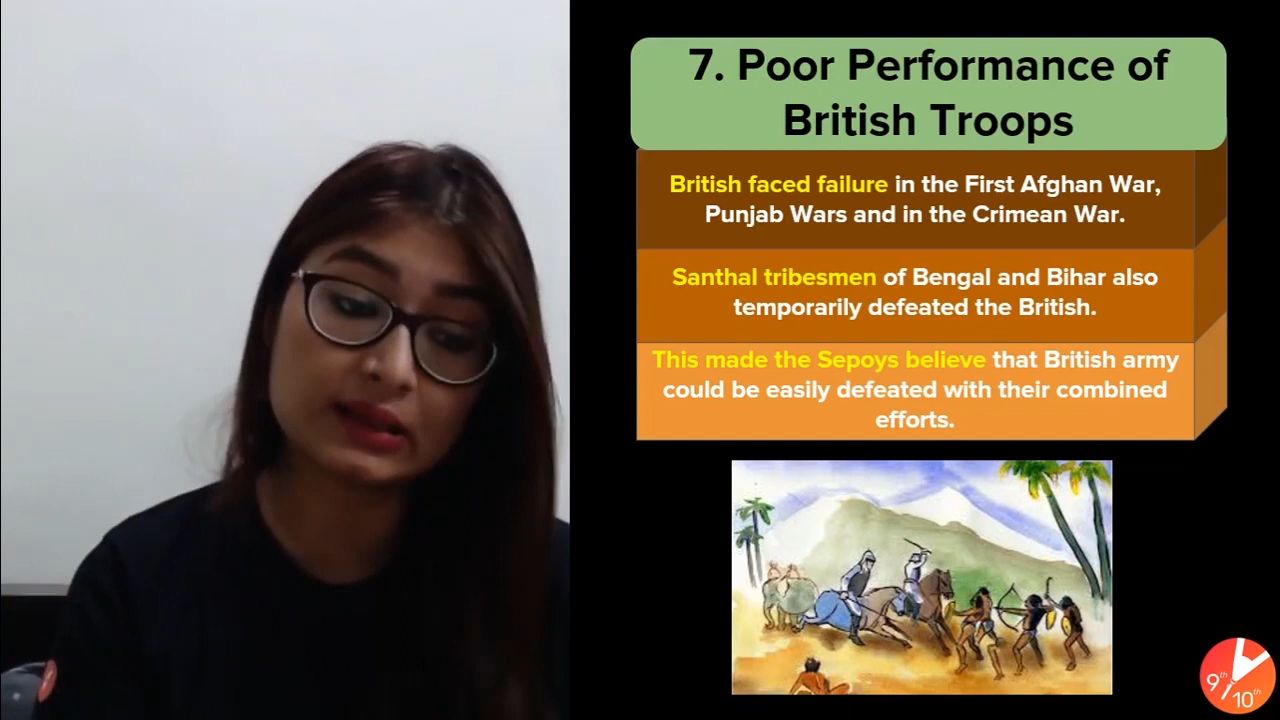 7. Poor Performance of
British Troops
British faced failure in the First Afghan War,
Punjab Wars and in the Crimean War.
Santhal tribesmen of Bengal and Bihar also
temporarily defeated the British.
This made the Sepoys believe that British army
could be easily defeated with their combined
efforts.
9th
10th